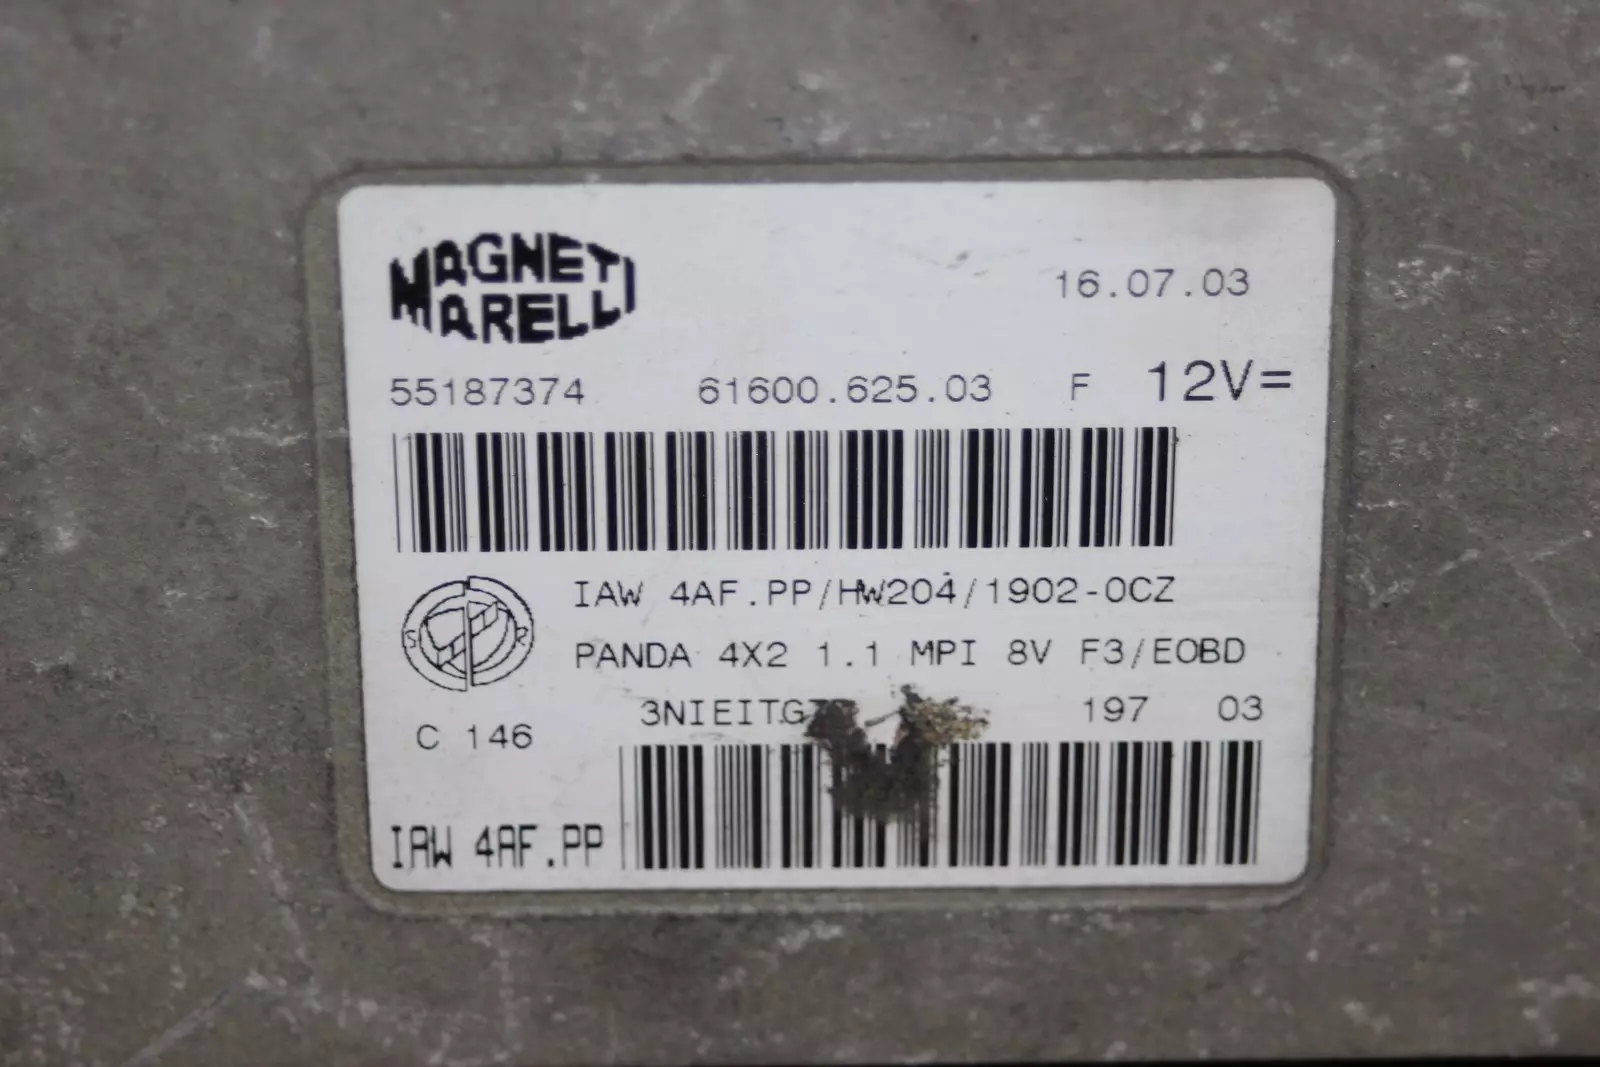 MAGNETI
MARELLI
16.07.03
55187374 61600.625.03 F 12V=
IAW 4AF.PP/HW204/1902-0CZ
S R
PANDA 4X2 1.1 MPI 8V F3/EOBD
197 03
C 146
IAW 4AF.PP